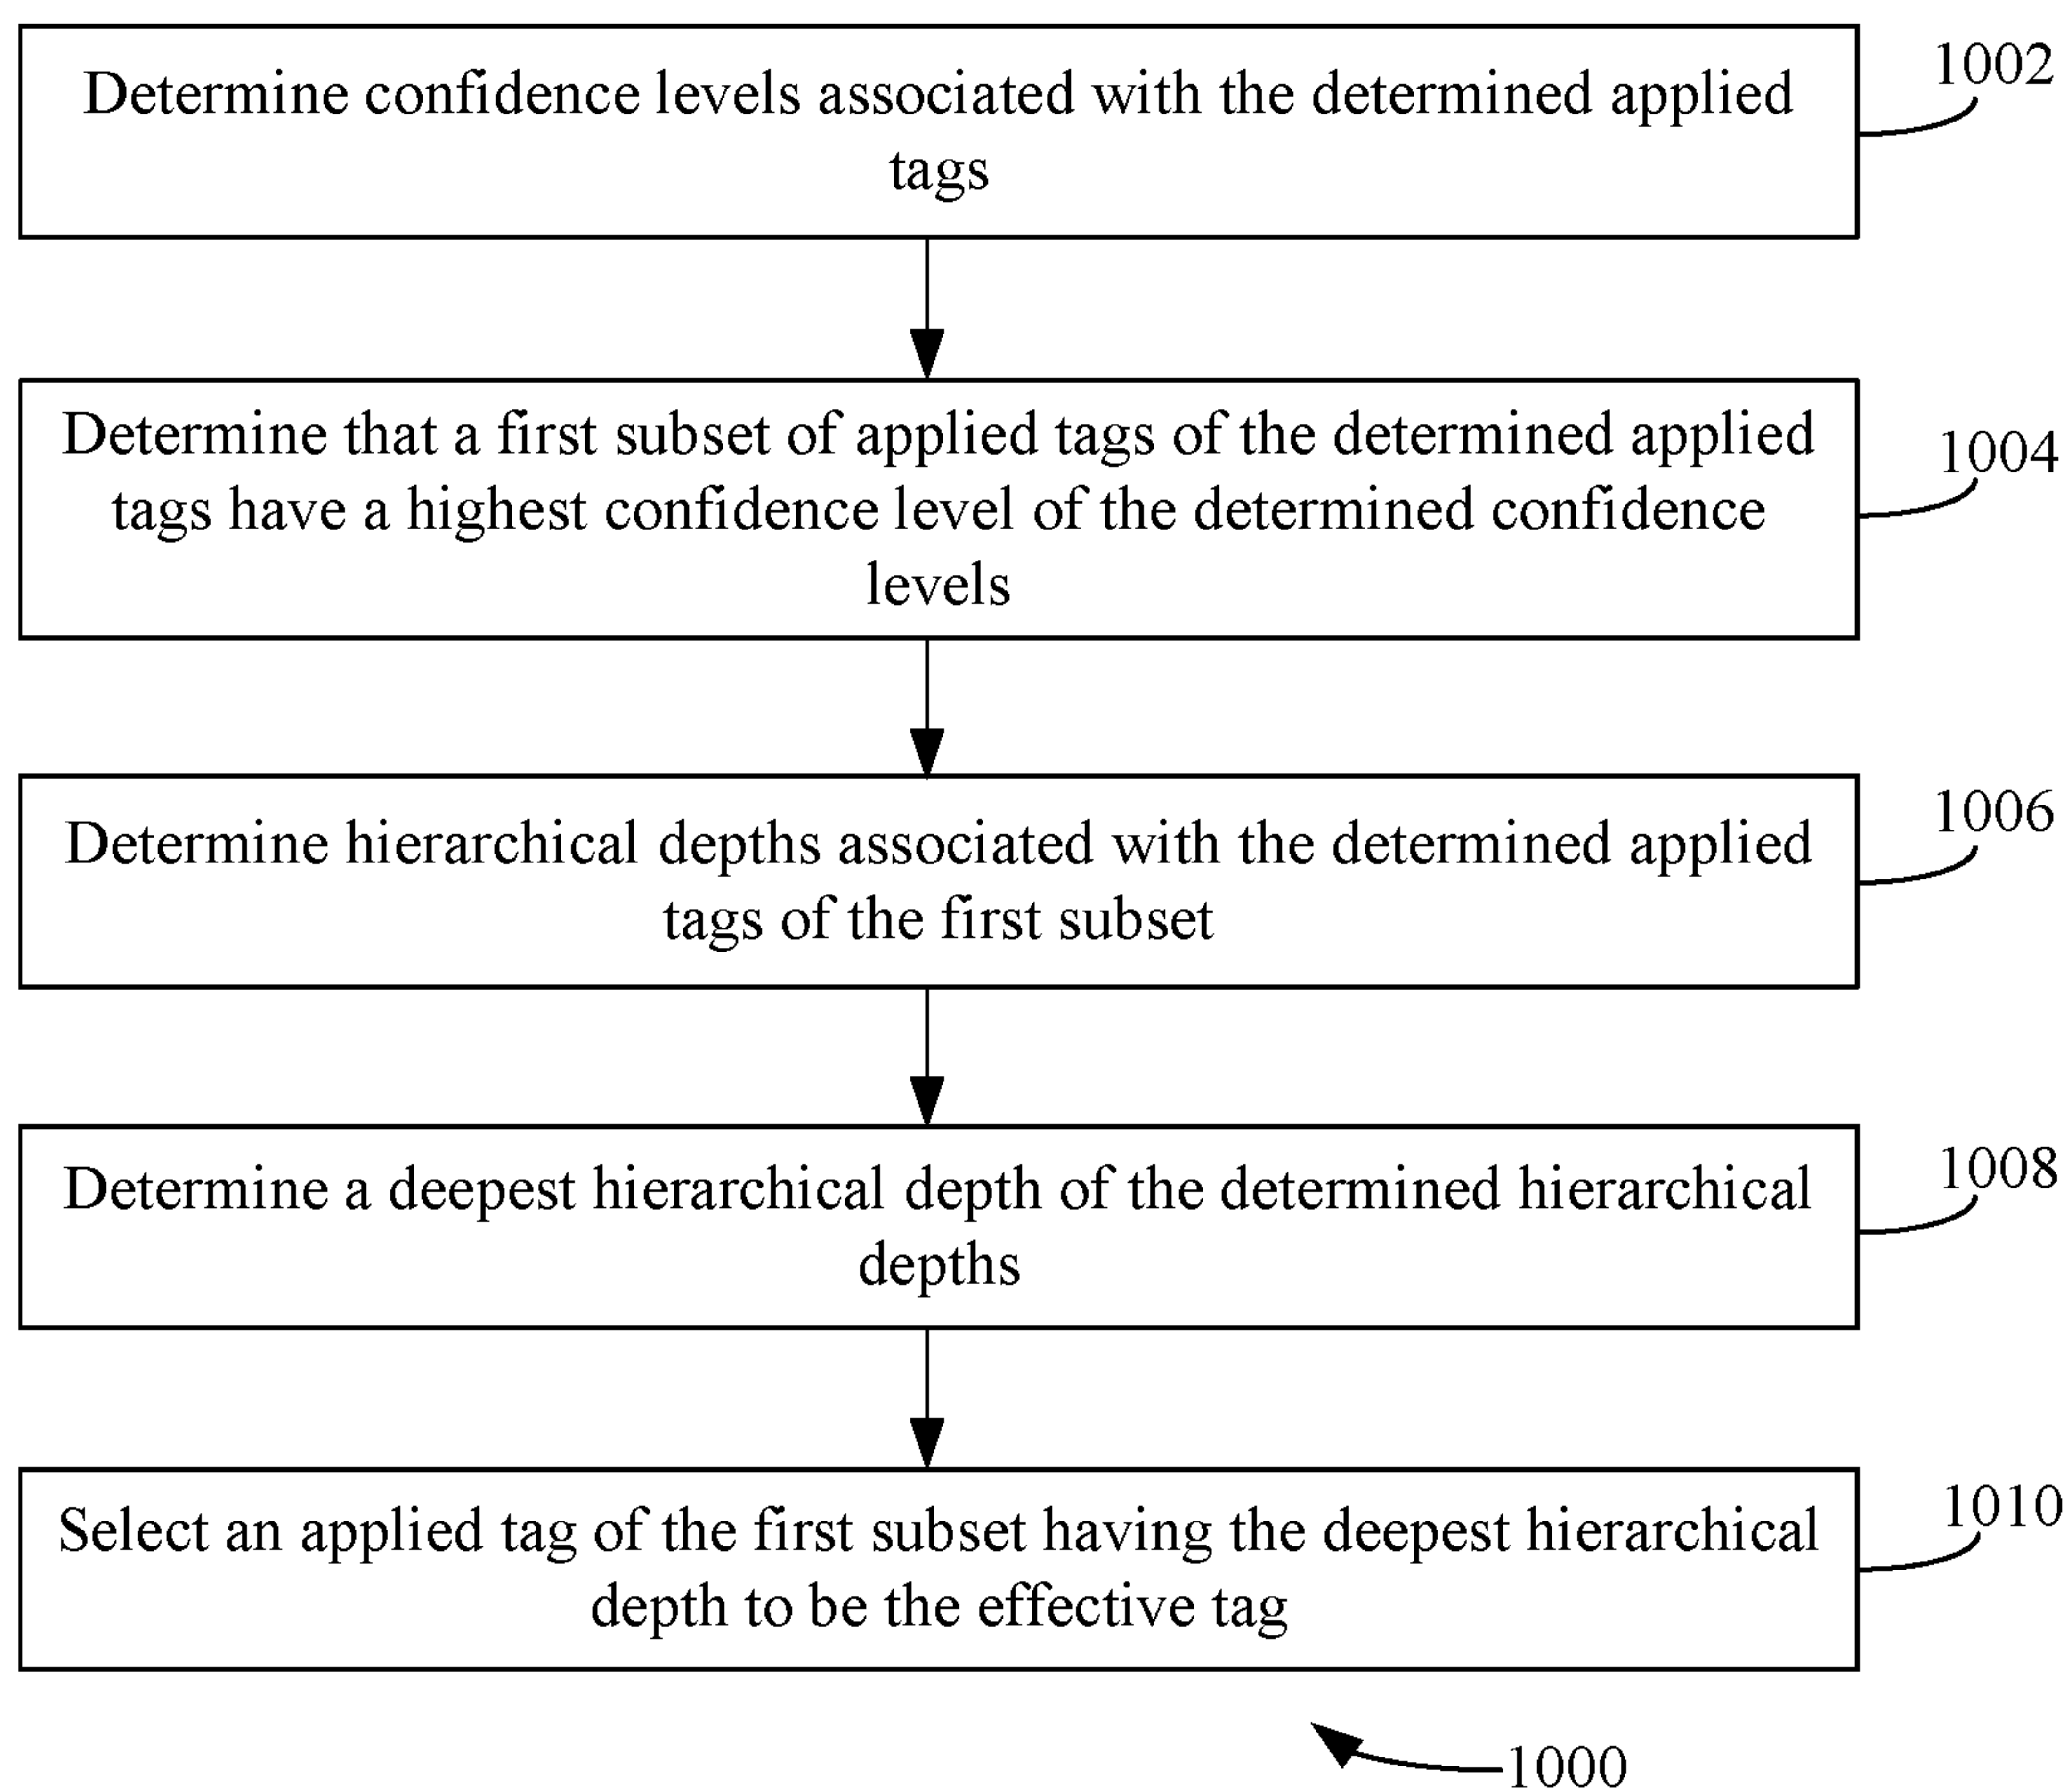 Determine confidence levels associated with the determined applied
tags
1002
Determine that a first subset of applied tags of the determined applied
tags have a highest confidence level of the determined confidence
levels
1004
Determine hierarchical depths associated with the determined applied
tags of the first subset
1006
Determine a deepest hierarchical depth of the determined hierarchical
depths
1008
Select an applied tag of the first subset having the deepest hierarchical
depth to be the effective tag
1010
1000